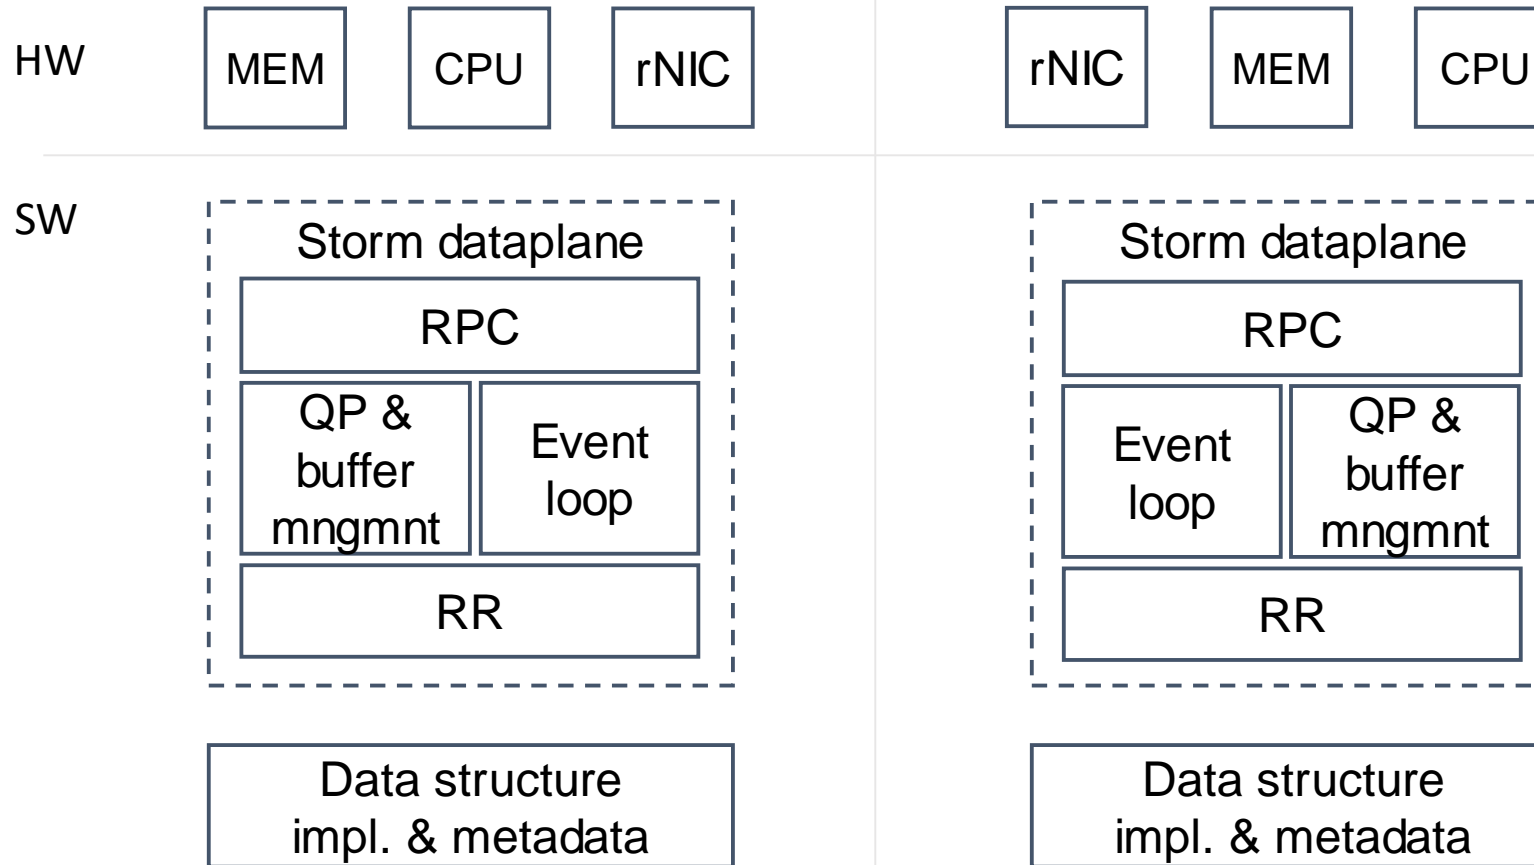 HW
MEM
CPU
rNIC
rNIC
MEM
CPU
SW
Storm dataplane
RPC
QP &
buffer
mngmnt
Event
loop
RR
Data structure
impl. & metadata
Storm dataplane
RPC
Event
loop
QP &
buffer
mngmnt
RR
Data structure
impl. & metadata